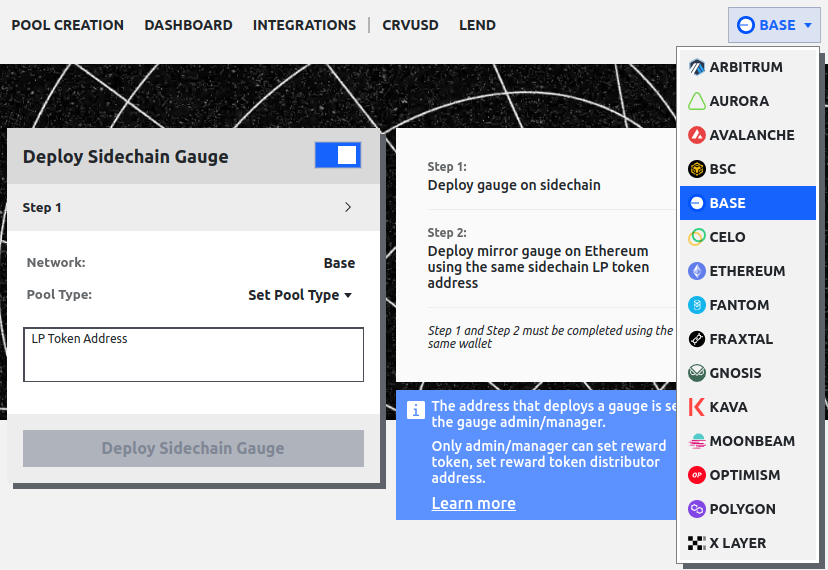 POOL CREATION DASHBOARD INTEGRATIONS CRVUSD LEND BASE
ARBITRUM
AURORA
AVALANCHE
BSC
BASE
CELO
ETHEREUM
FANTOM
FRAXTAL
GNOSIS
KAVA
MOONBEAM
OPTIMISM
POLYGON
X LAYER
Deploy Sidechain Gauge
Step 1
Network: Base
Pool Type: Set Pool Type
LP Token Address
Deploy Sidechain Gauge
Step 1:
Deploy gauge on sidechain
Step 2:
Deploy mirror gauge on Ethereum
using the same sidechain LP token
address
Step 1 and Step 2 must be completed using the
same wallet
The address that deploys a gauge is
the gauge admin/manager.
Only admin/manager can set reward
token, set reward token distributor
address.
Learn more